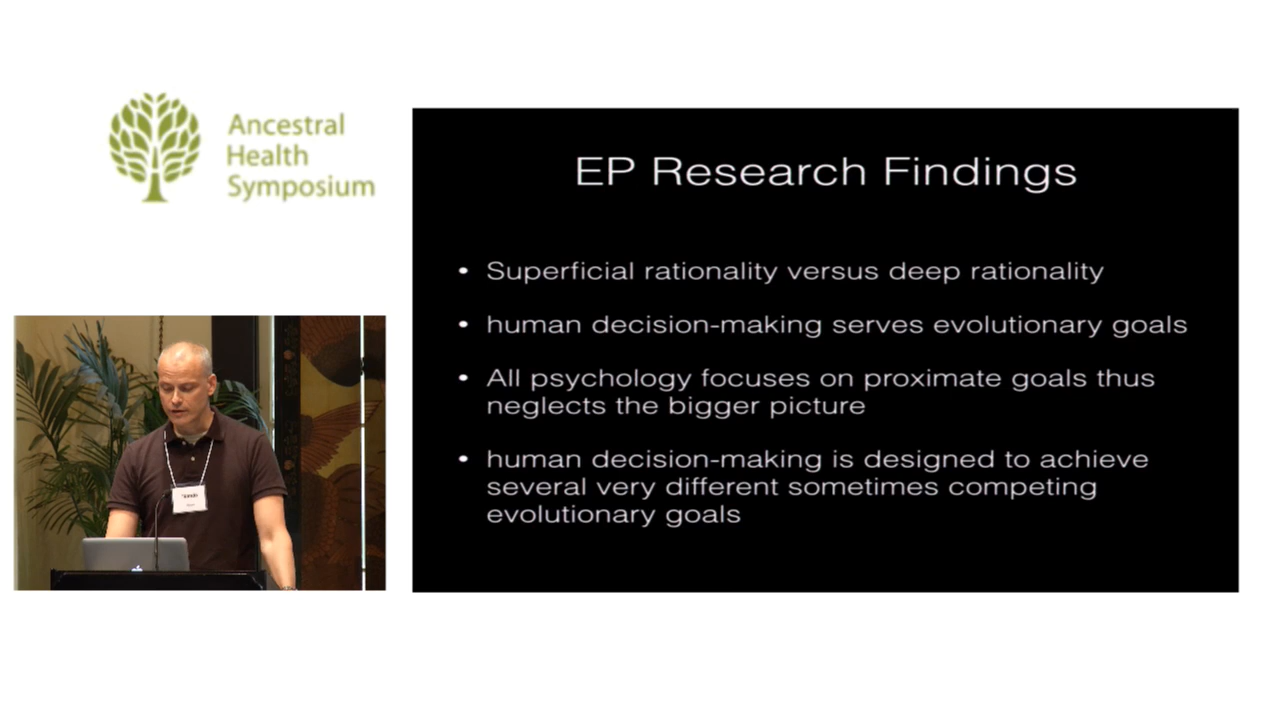 Ancestral
Health
Symposium
EP Research Findings
• Superficial rationality versus deep rationality
• human decision-making serves evolutionary goals
• All psychology focuses on proximate goals thus
neglects the bigger picture
• human decision-making is designed to achieve
several very different sometimes competing
evolutionary goals